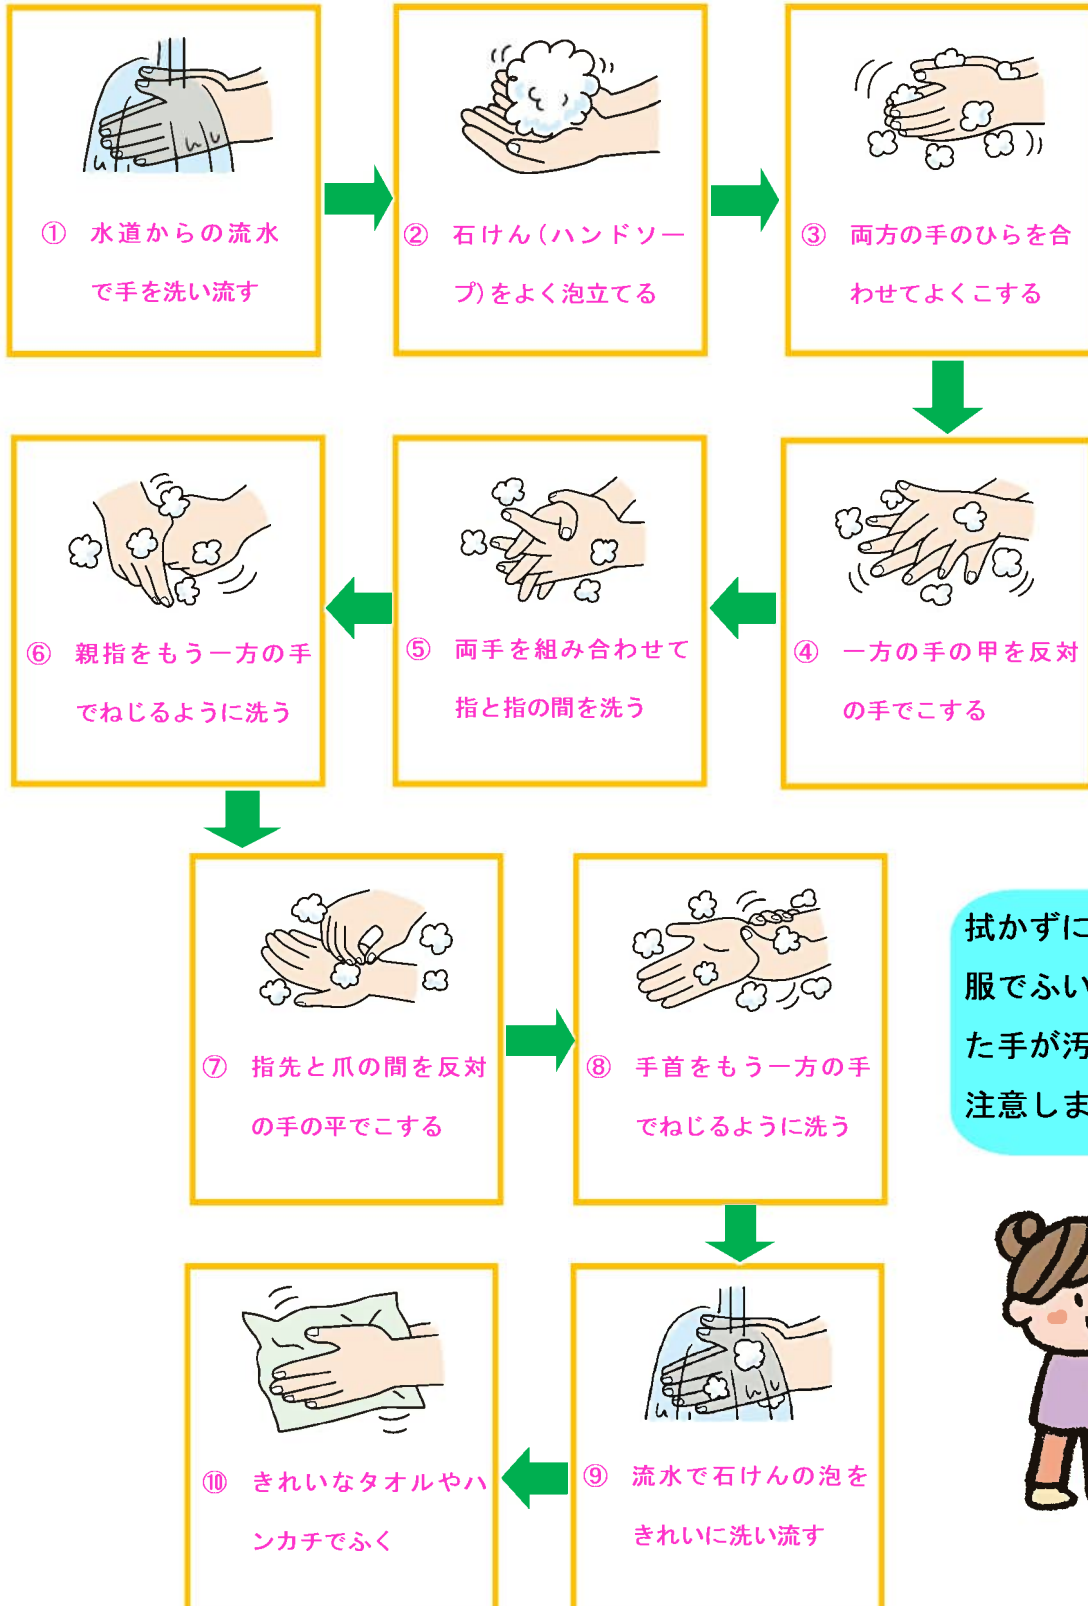 ① 水道からの流水
で手を洗い流す
② 石けん(ハンドソー
プ)をよく泡立てる
③ 両方の手のひらを合
わせてよくこする
④ 一方の手の甲を反対
の手でこする
⑤ 両手を組み合わせて
指と指の間を洗う
⑥ 親指をもう一方の手
でねじるように洗う
⑦ 指先と爪の間を反対
の手の平でこする
⑧ 手首をもう一方の手
でねじるように洗う
⑨ 流水で石けんの泡を
きれいに洗い流す
⑩ きれいなタオルやハ
ンカチでふく
拭かずに
服でふい
た手が汚
注意しま